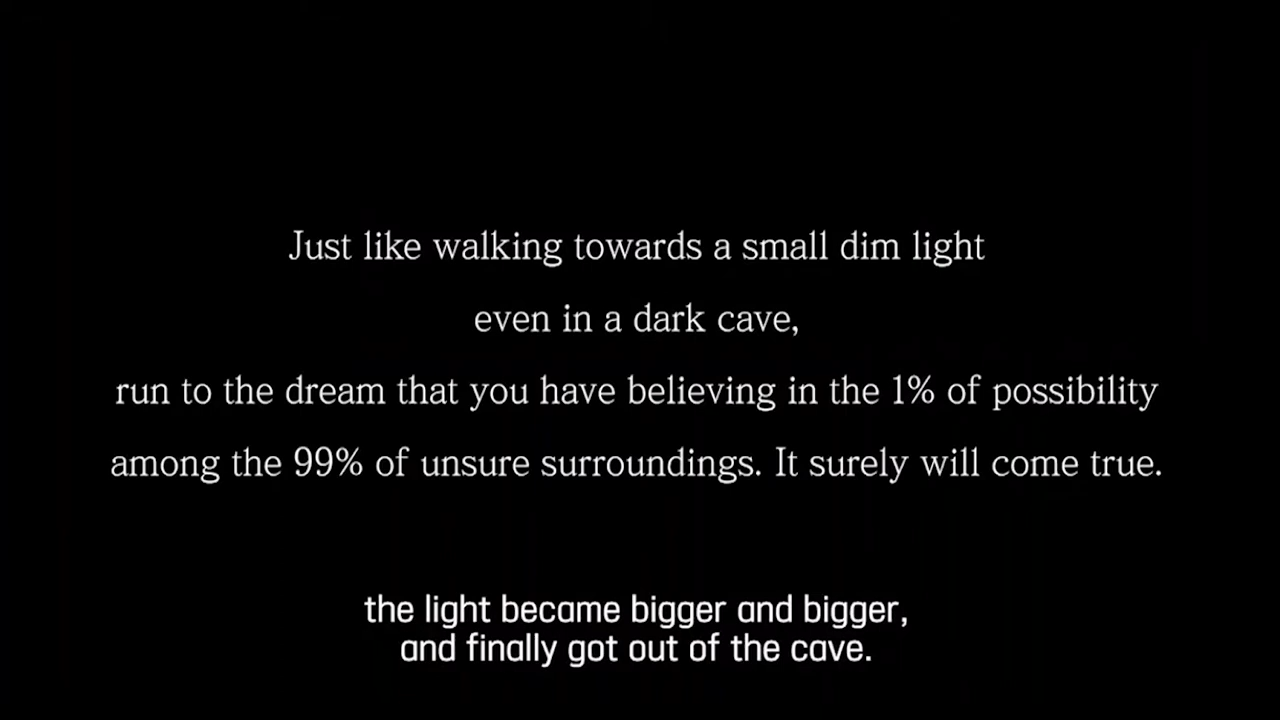 Just like walking towards a small dim light
even in a dark cave,
run to the dream that you have believing in the 1% of possibility
among the 99% of unsure surroundings. It surely will come true.
the light became bigger and bigger,
and finally got out of the cave.